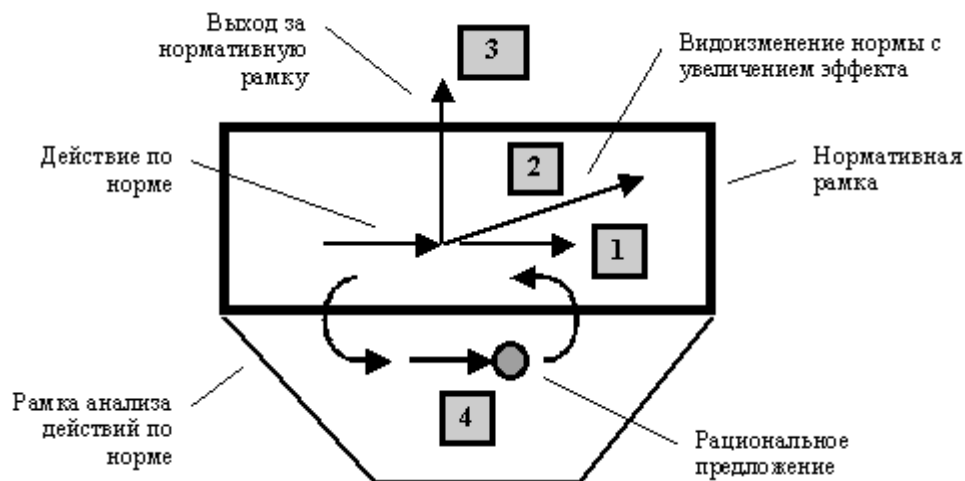 Выход за
нормативную
рамку
3
Видоизменение нормы с
увеличением эффекта
Действие по
норме
2
Нормативная
рамка
1
Рамка анализа
действий по
норме
4
Рациональное
предложение